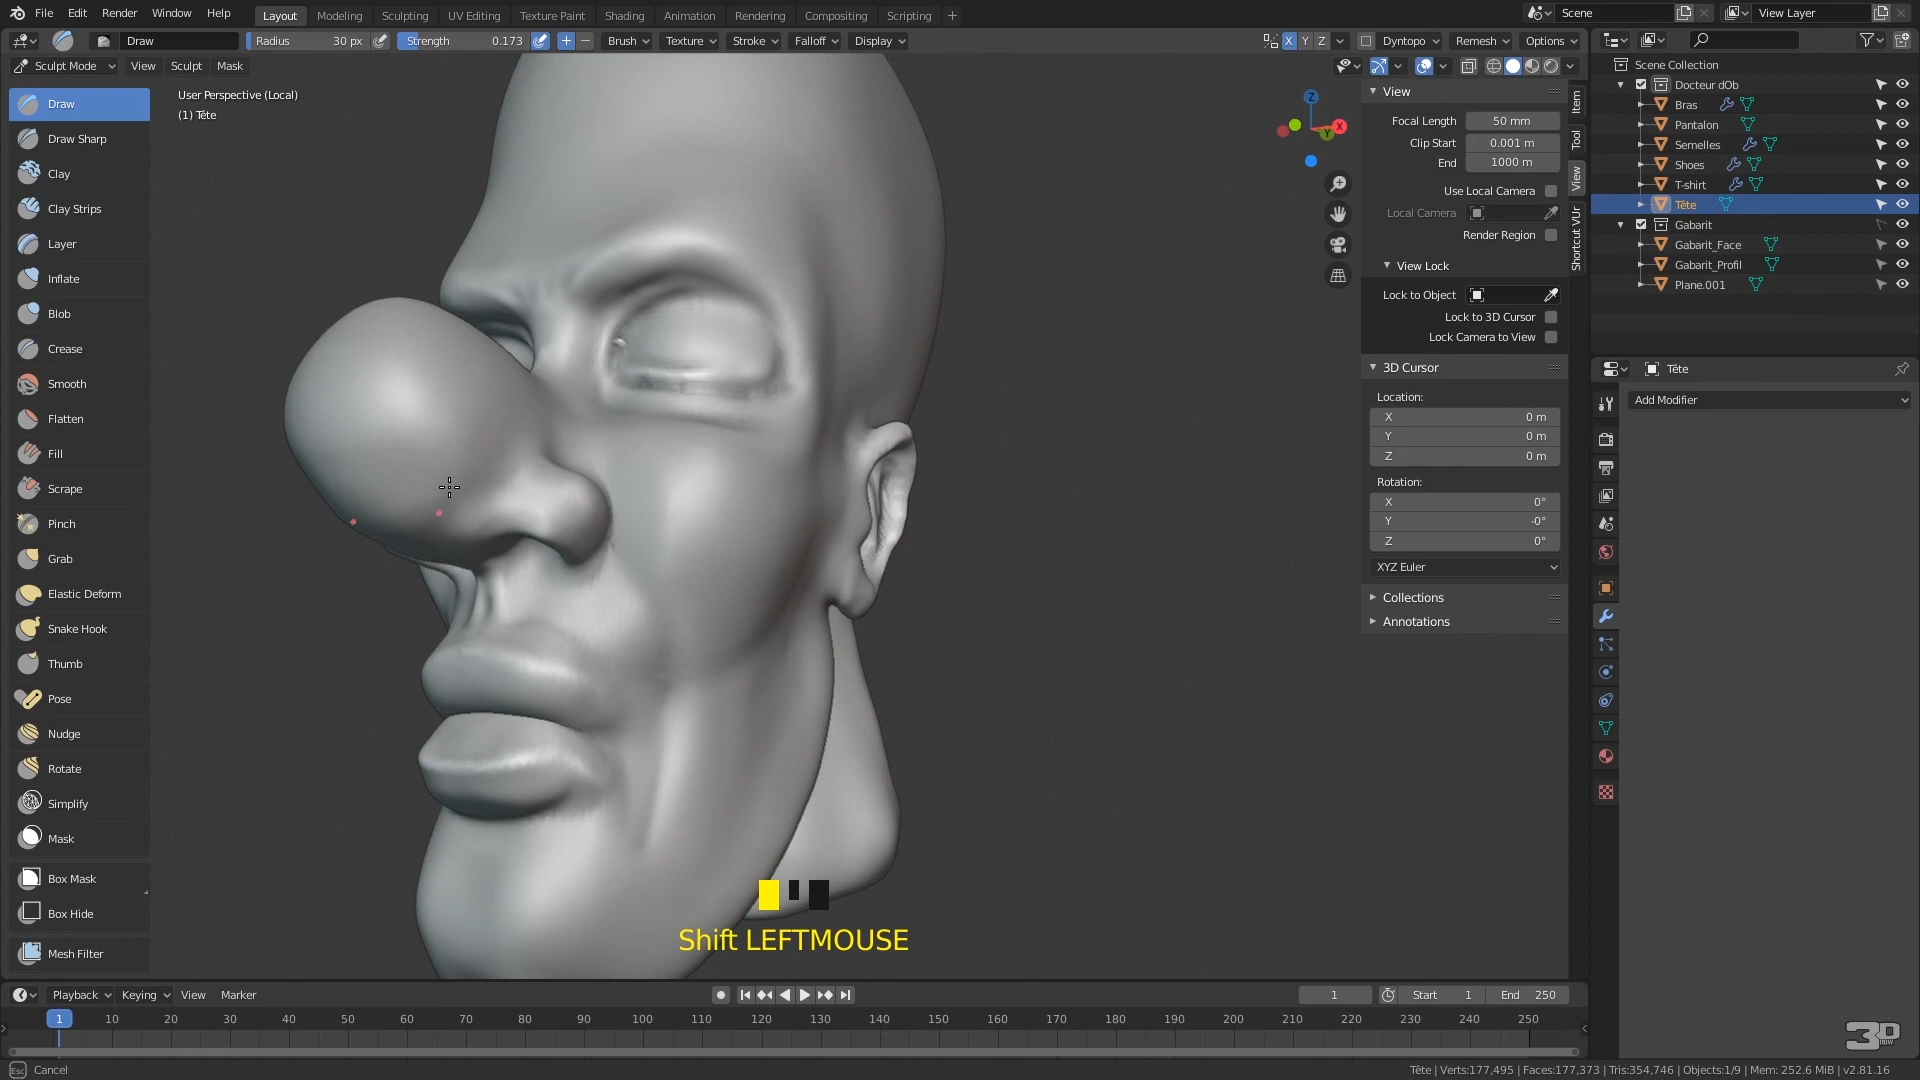 File Edit Render Window Help
Layout Modeling Sculpting UV Editing Texture Paint Shading Animation Rendering Compositing Scripting +
Scene
View Layer
Draw
Radius 30 px
Strength 0.173
Brush Texture Stroke Falloff Display
X Y Z
Dyntopo Remesh Options
Sculpt Mode View Sculpt Mask
User Perspective (Local)
(1) Tête
Draw
Draw Sharp
Clay
Clay Strips
Layer
Inflate
Blob
Crease
Smooth
Flatten
Fill
Scrape
Pinch
Grab
Elastic Deform
Snake Hook
Thumb
Pose
Nudge
Rotate
Simplify
Mask
Box Mask
Box Hide
Mesh Filter
Z
X
Y
View
Focal Length 50 mm
Clip Start 0.001 m
End 1000 m
Use Local Camera
Local Camera
Render Region
View Lock
Lock to Object
Lock to 3D Cursor
Lock Camera to View
3D Cursor
Location:
X 0 m
Y 0 m
Z 0 m
Rotation:
X 0°
Y -0°
Z 0°
XYZ Euler
Collections
Annotations
Item
Tool
View
Shortcut VUr
Scene Collection
Docteur dOb
Bras
Pantalon
Semelles
Shoes
T-shirt
Tête
Gabarit
Gabarit_Face
Gabarit_Profil
Plane.001
Tête
Add Modifier
Shift LEFTMOUSE
Playback Keying View Marker
1
Start 1
End 250
1 10 20 30 40 50 60 70 80 90 100 110 120 130 140 150 160 170 180 190 200 210 220 230 240 250
3D now
Esc Cancel
Tête | Verts:177,495 | Faces:177,373 | Tris:354,746 | Objects:1/9 | Mem: 252.6 MiB | v2.81.16